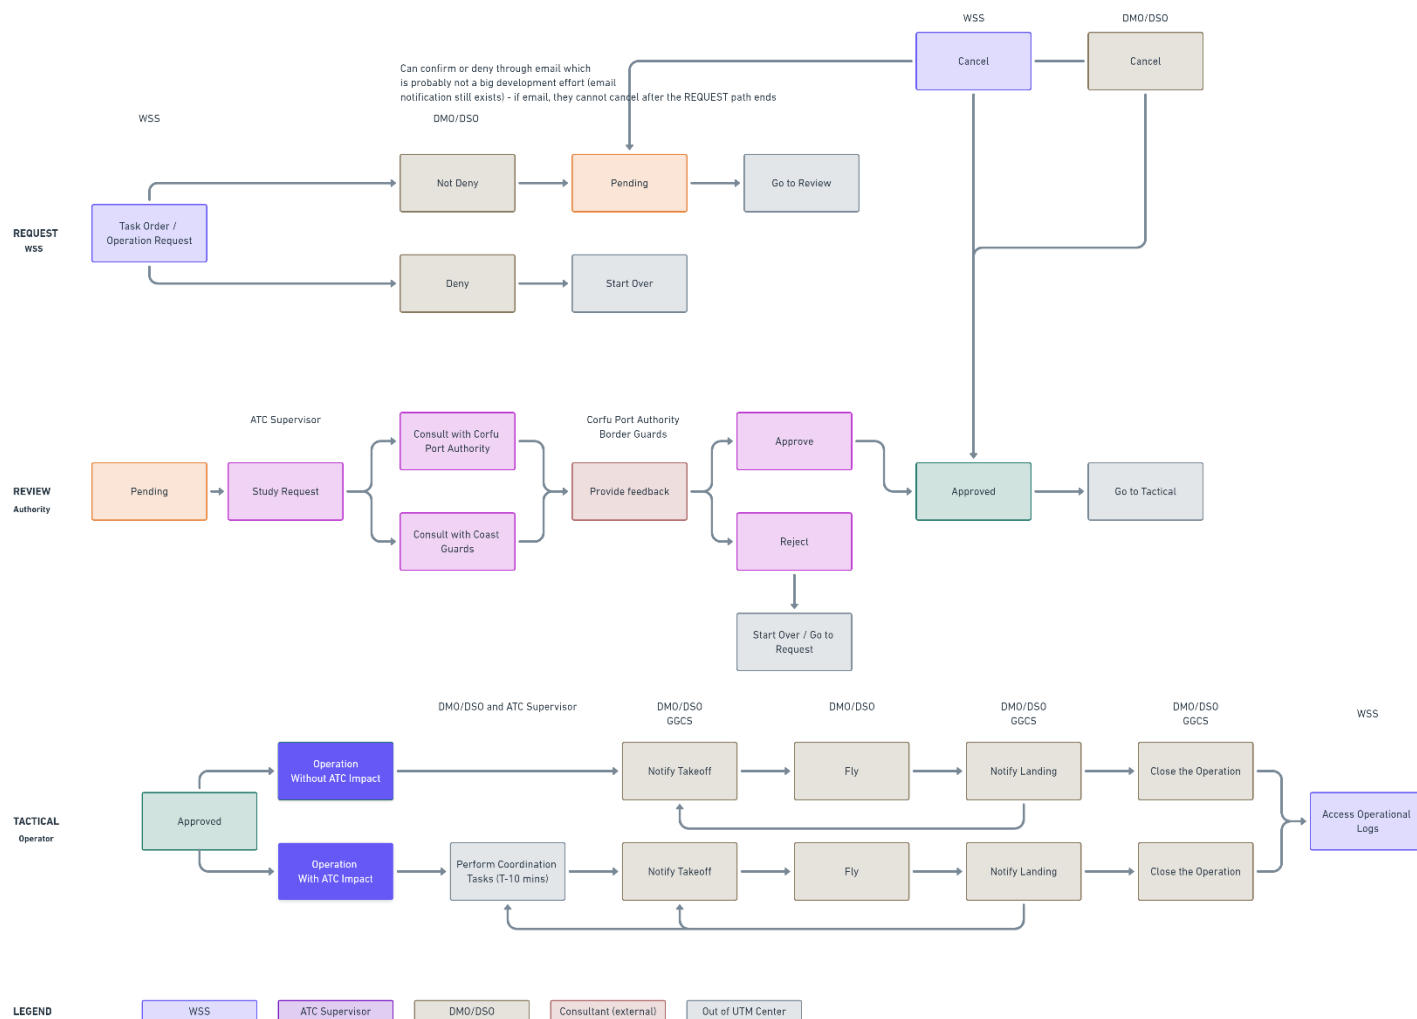 WSS
DMO/DSO
Cancel
Cancel
Can confirm or deny through email which
is probably not a big development effort (email
notification still exists) - if email, they cannot cancel after the REQUEST path ends
WSS
DMO/DSO
Not Deny
Pending
Go to Review
REQUEST
WSS
Task Order /
Operation Request
Deny
Start Over
ATC Supervisor
Corfu Port Authority
Border Guards
Consult with Corfu
Port Authority
Approve
REVIEW
Authority
Pending
Study Request
Provide feedback
Approved
Go to Tactical
Consult with Coast
Guards
Reject
Start Over / Go to
Request
DMO/DSO and ATC Supervisor
DMO/DSO
GGCS
DMO/DSO
DMO/DSO
GGCS
DMO/DSO
GGCS
WSS
Operation
Without ATC Impact
Notify Takeoff
Fly
Notify Landing
Close the Operation
TACTICAL
Operator
Approved
Access Operational
Logs
Operation
With ATC Impact
Perform Coordination
Tasks (T-10 mins)
Notify Takeoff
Fly
Notify Landing
Close the Operation
LEGEND
WSS
ATC Supervisor
DMO/DSO
Consultant (external)
Out of UTM Center